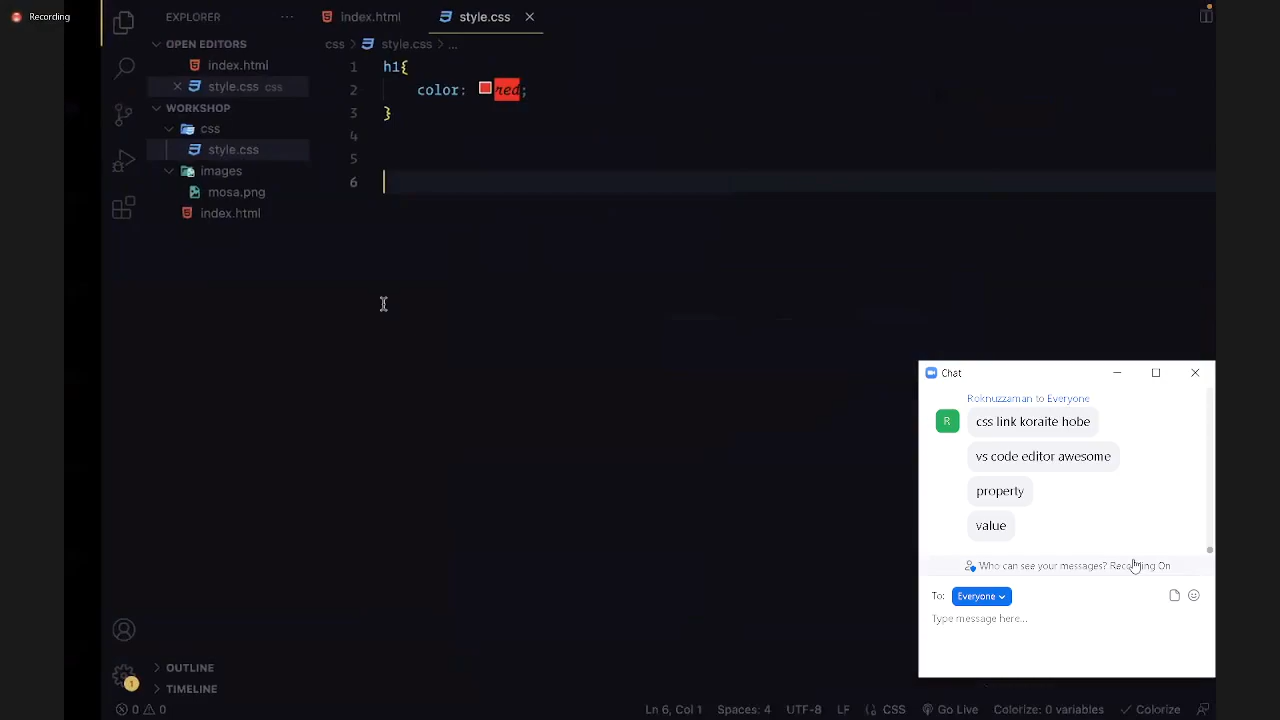 Recording
EXPLORER
index.html
style.css
OPEN EDITORS
index.html
style.css css
WORKSHOP
css
style.css
images
mosa.png
index.html
css > style.css > ...
1 h1{
2 color: red;
3 }
4
5
6
Chat
Roknuzzaman to Everyone
R
css link koraite hobe
vs code editor awesome
property
value
Who can see your messages? Recording On
To: Everyone
Type message here...
OUTLINE
TIMELINE
1
0 0
Ln 6, Col 1
Spaces: 4
UTF-8
LF
CSS
Go Live
Colorize: 0 variables
Colorize